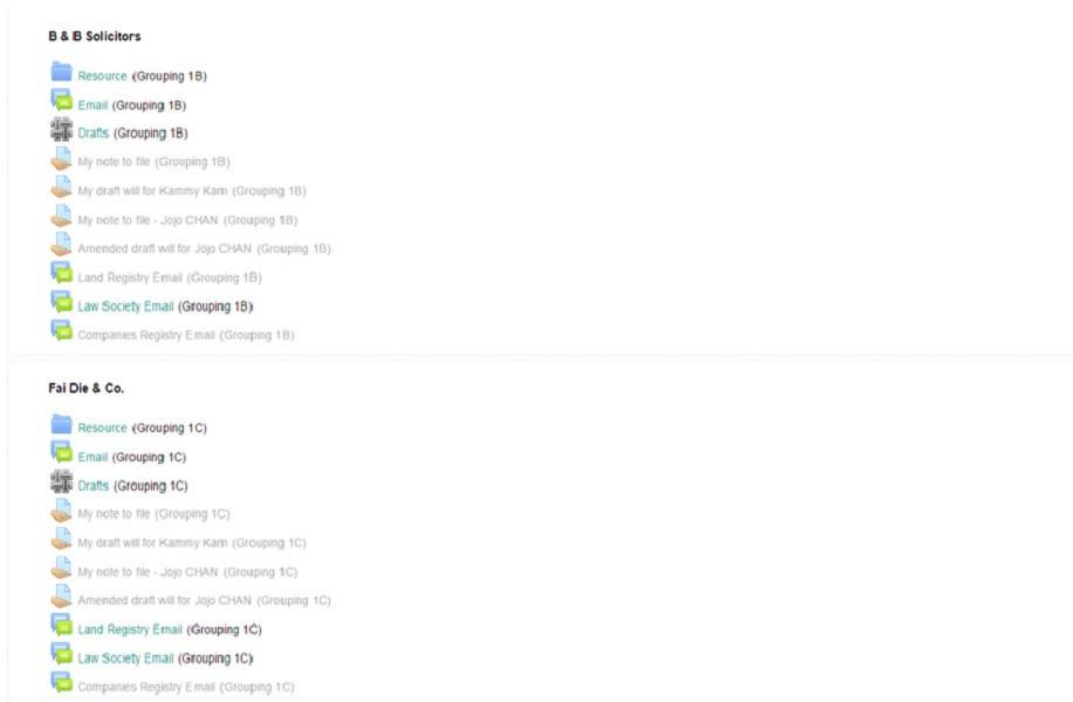 B & B Solicitors
Resource (Grouping 1B)
Email (Grouping 1B)
Drafts (Grouping 1B)
My note to file (Grouping 1B)
My draft will for Kammy Kam (Grouping 1B)
My note to file - Jojo CHAN (Grouping 1B)
Amended draft will for Jojo CHAN (Grouping 1B)
Land Registry Email (Grouping 1B)
Law Society Email (Grouping 1B)
Companies Registry Email (Grouping 1B)
Fai Die & Co.
Resource (Grouping 1C)
Email (Grouping 1C)
Drafts (Grouping 1C)
My note to file (Grouping 1C)
My draft will for Kammy Kam (Grouping 1C)
My note to file - Jojo CHAN (Grouping 1C)
Amended draft will for Jojo CHAN (Grouping 1C)
Land Registry Email (Grouping 1C)
Law Society Email (Grouping 1C)
Companies Registry Email (Grouping 1C)